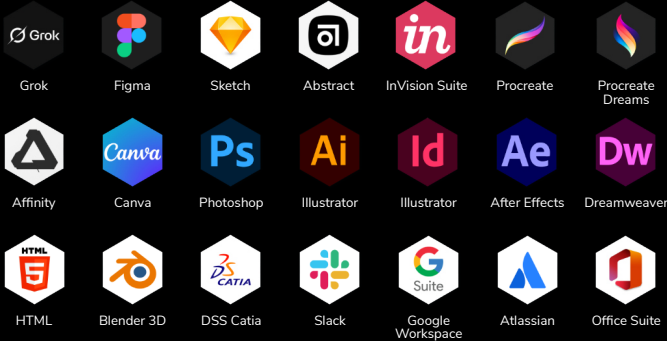 Grok
Grok Figma Sketch Abstract InVision Suite Procreate Procreate
Dreams
in
Canva Ps Ai Id Ae Dw
Affinity Canva Photoshop Illustrator Illustrator After Effects Dreamweaver
HTML
5
DS
CATIA
G
Suite
HTML Blender 3D DSS Catia Slack Google
Workspace
Atlassian Office Suite